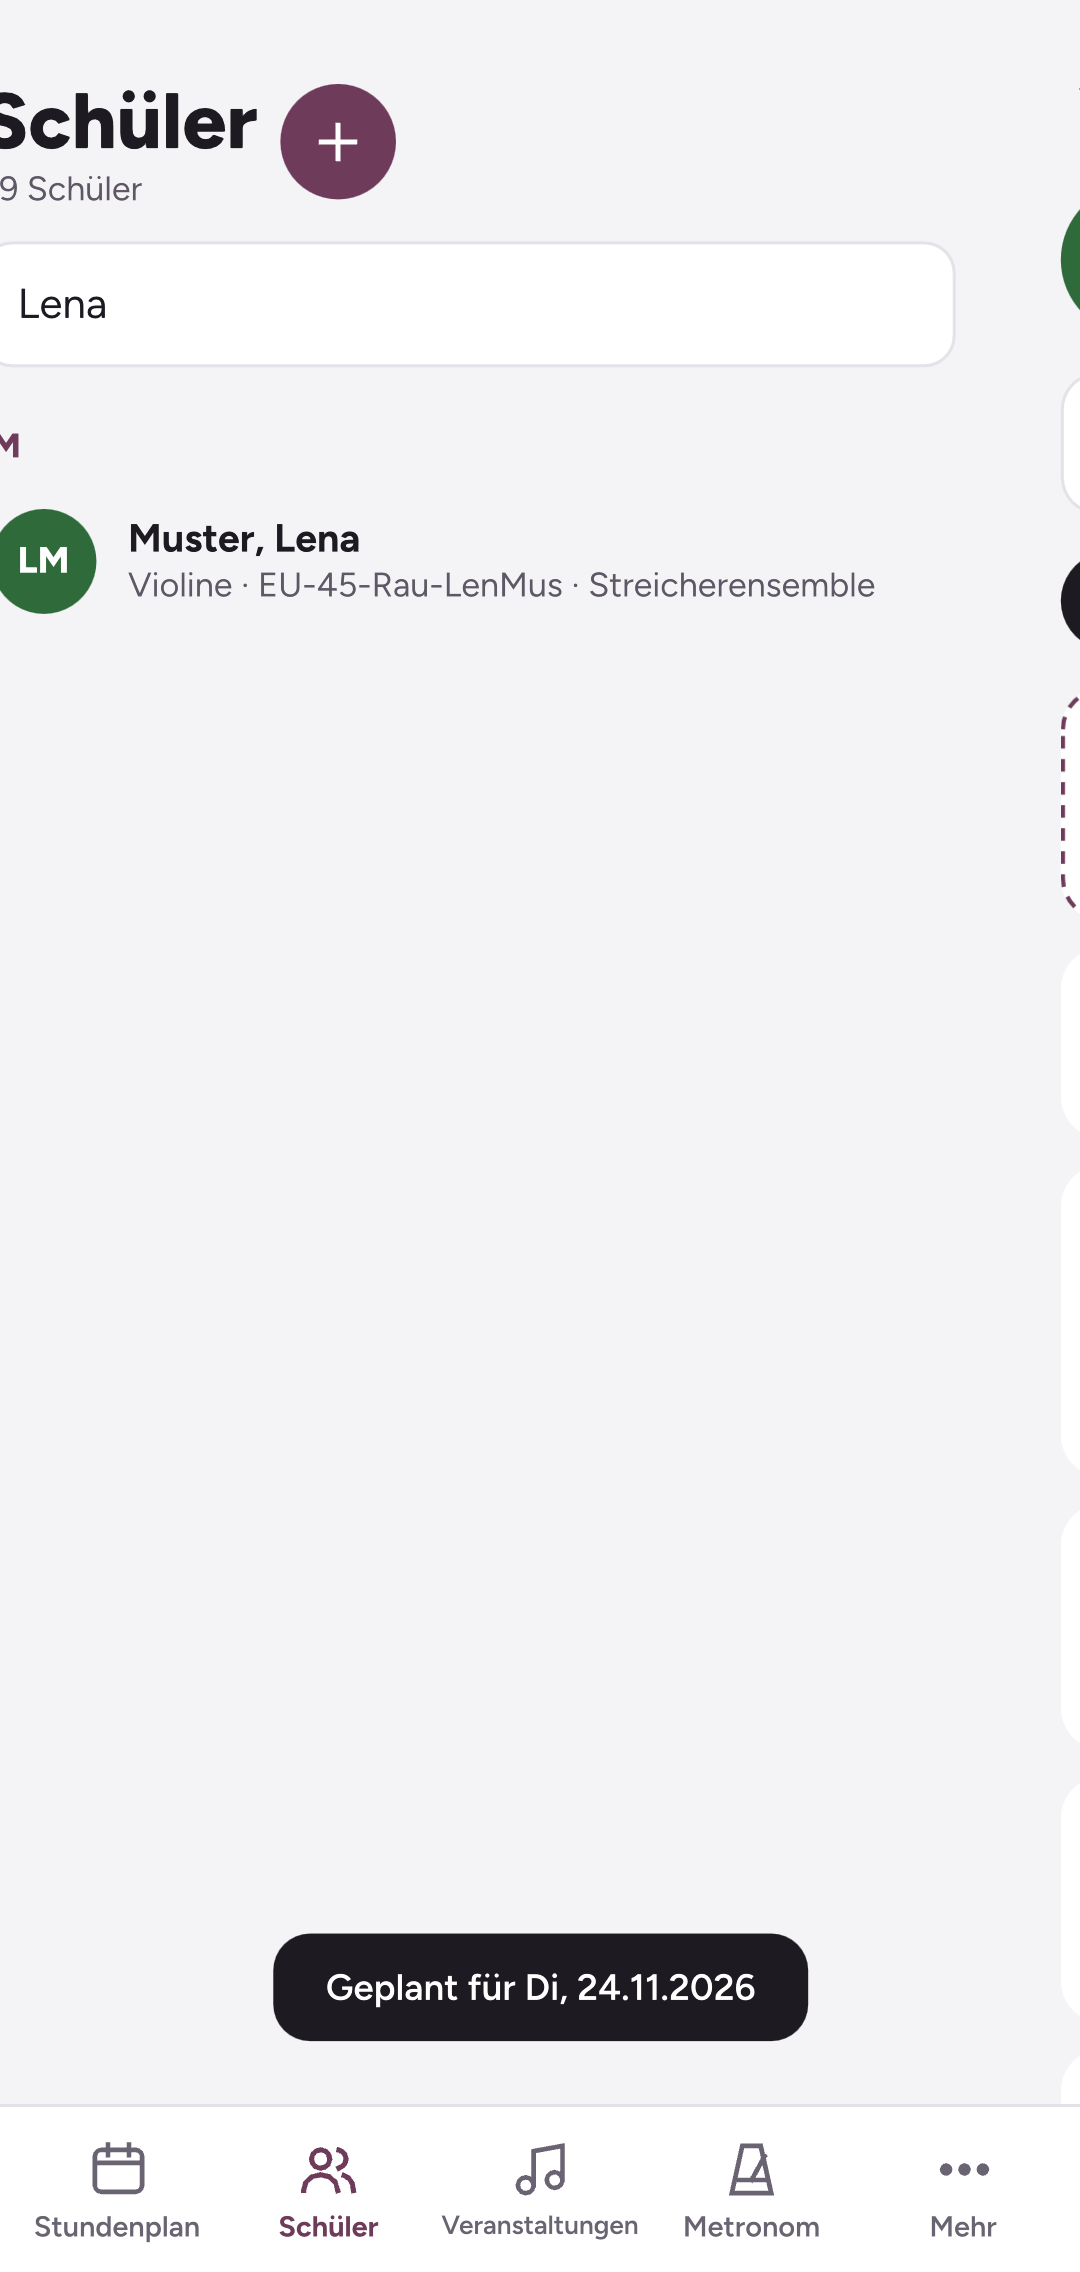 Schüler
9 Schüler
Lena
M
LM
Muster, Lena
Violine · EU-45-Rau-LenMus · Streicherensemble
Geplant für Di, 24.11.2026
Stundenplan
Schüler
Veranstaltungen
Metronom
Mehr